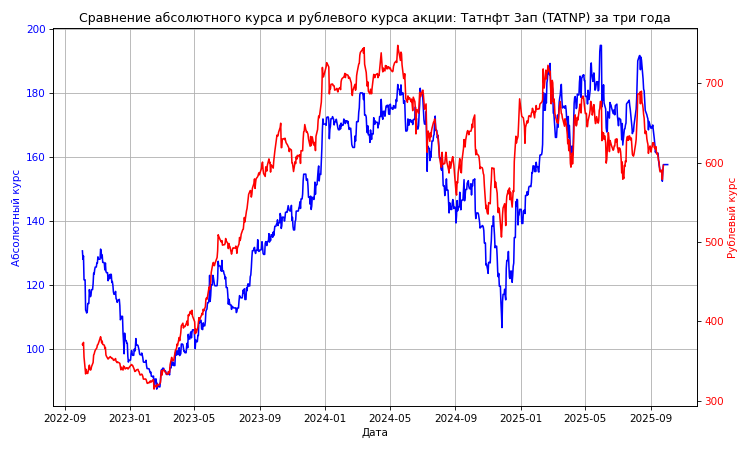 Сравнение абсолютного курса и рублевого курса акции: Татнфт 3ап (TATNP) за три года
200
180
160
140
120
100
700
600
500
400
300
Абсолютный курс
Рублевый курс
2022-09 2023-01 2023-05 2023-09 2024-01 2024-05 2024-09 2025-01 2025-05 2025-09
Дата